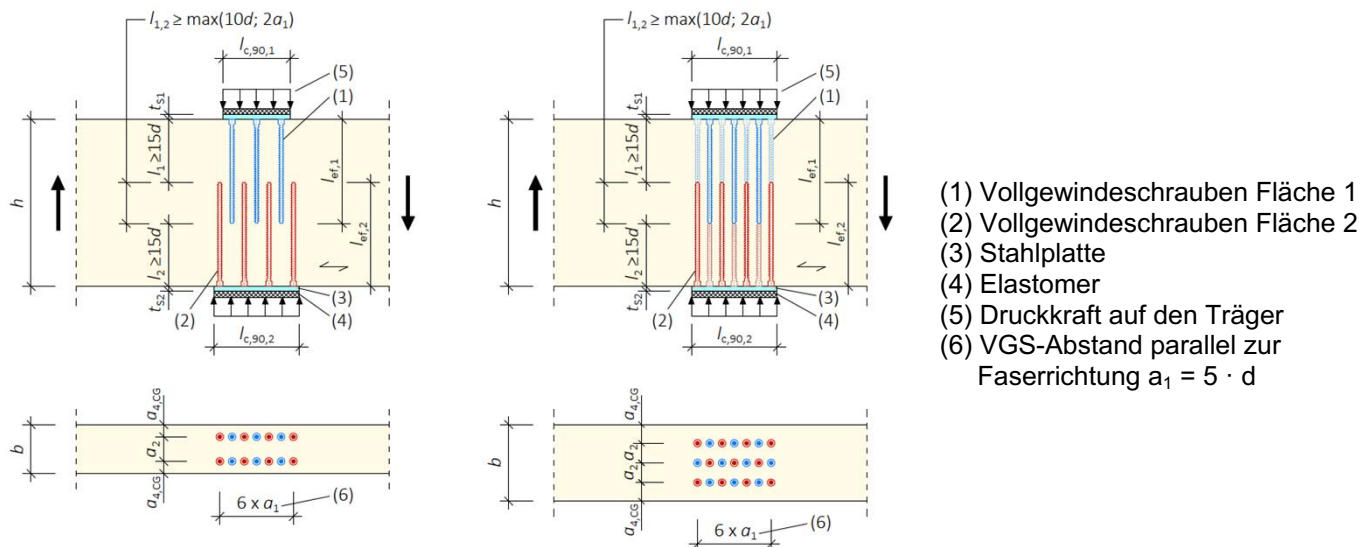 l1,2 ≥ max(10d; 2a1)
lc,90,1
(5)
(1)
tS1
l1 ≥15d
lef,1
h
l2 ≥15d
lef,2
tS2
(2)
(3)
(4)
lc,90,2
a4,CG
b
a2
a4,CG
6 x a1
(6)
l1,2 ≥ max(10d; 2a1)
lc,90,1
(5)
(1)
tS1
l1 ≥15d
lef,1
h
l2 ≥15d
lef,2
tS2
(2)
(3)
(4)
lc,90,2
a4,CG
b
a2
a2
a4,CG
6 x a1
(6)
(1) Vollgewindeschrauben Fläche 1
(2) Vollgewindeschrauben Fläche 2
(3) Stahlplatte
(4) Elastomer
(5) Druckkraft auf den Träger
(6) VGS-Abstand parallel zur
Faserrichtung a1 = 5 · d